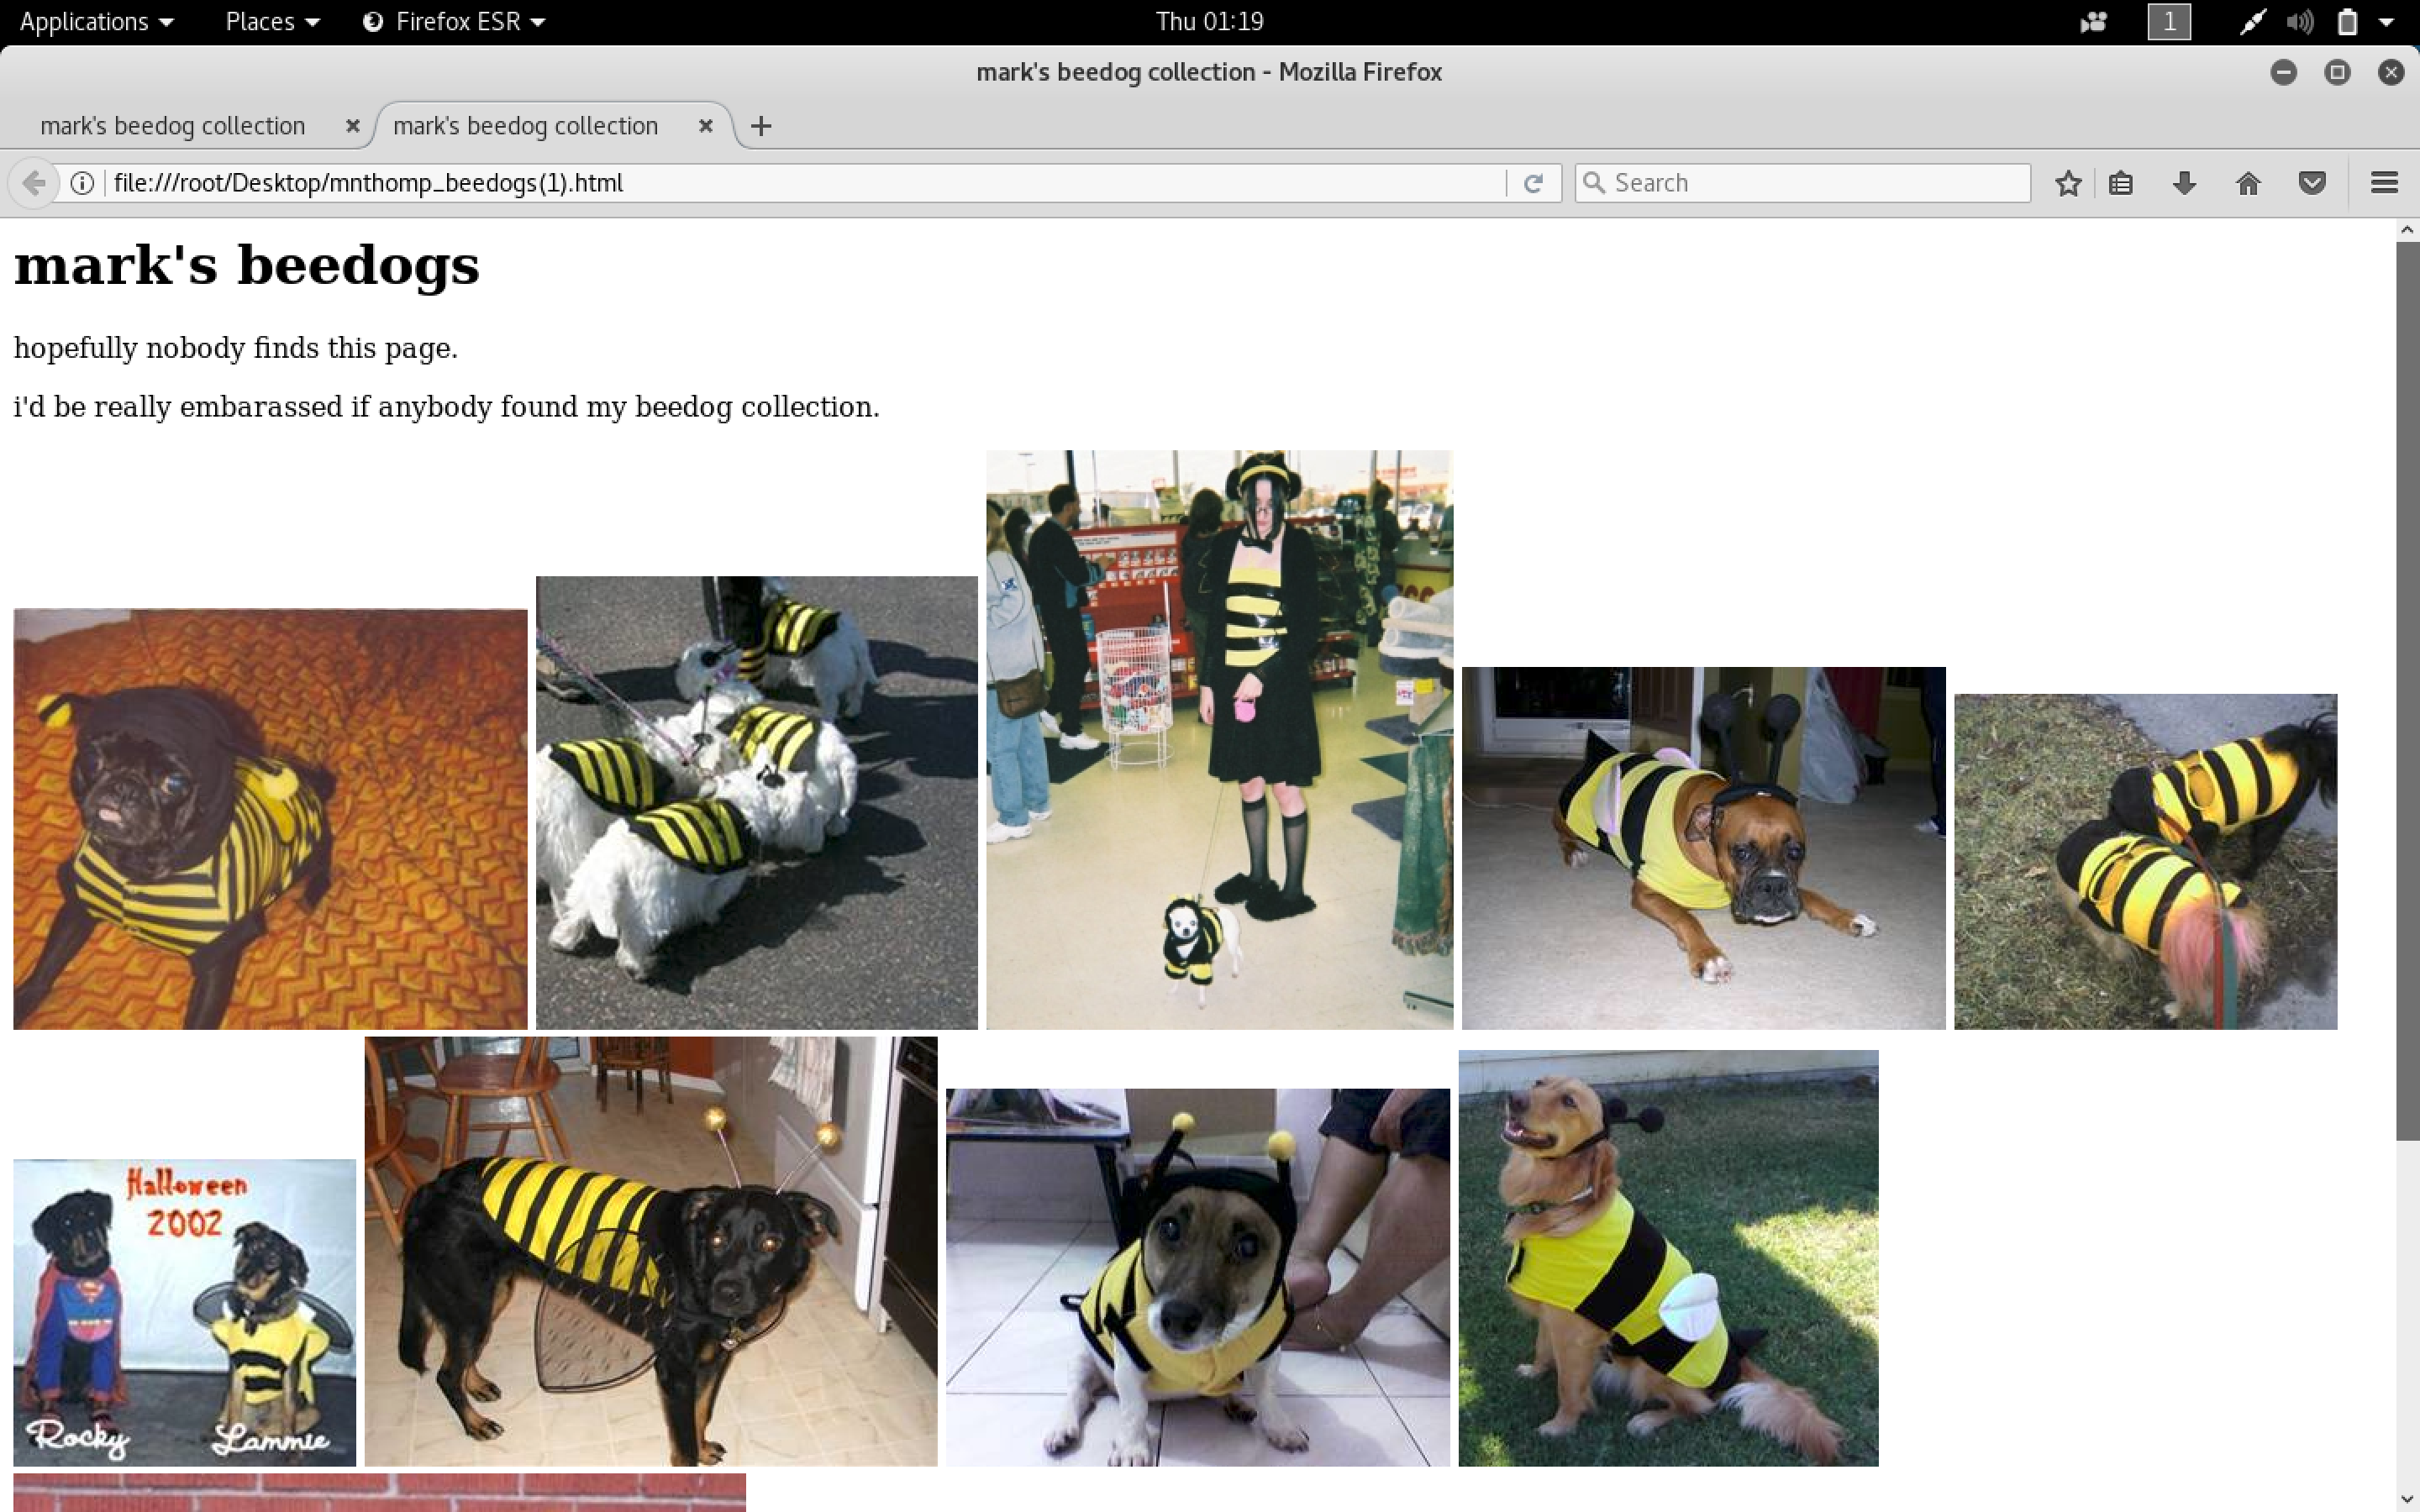 Applications Places Firefox ESR Thu 01:19 1
mark's beedog collection - Mozilla Firefox
mark's beedog collection mark's beedog collection
file:///root/Desktop/mnthomp_beedogs(1).html Search
mark's beedogs
hopefully nobody finds this page.
i'd be really embarassed if anybody found my beedog collection.
Halloween
2002
Rocky Lammie